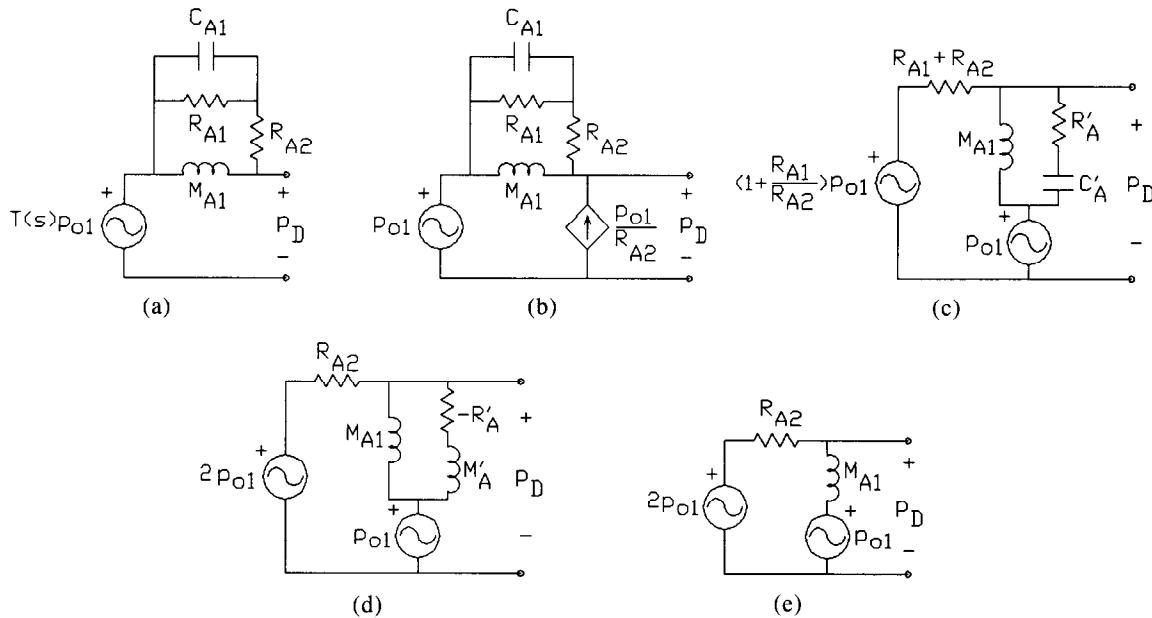 C_A1
R_A1
R_A2
M_A1
+
T(s)p_o1
+
p_D
-
(a)
C_A1
R_A1
R_A2
M_A1
+
p_o1
p_o1/R_A2
+
p_D
-
(b)
R_A1+R_A2
+
(1+R_A1/R_A2)p_o1
M_A1
R'_A
C'_A
+
p_o1
+
p_D
-
(c)
R_A2
+
2p_o1
M_A1
-R'_A
M'_A
+
p_o1
+
p_D
-
(d)
R_A2
+
2p_o1
M_A1
+
p_o1
+
p_D
-
(e)